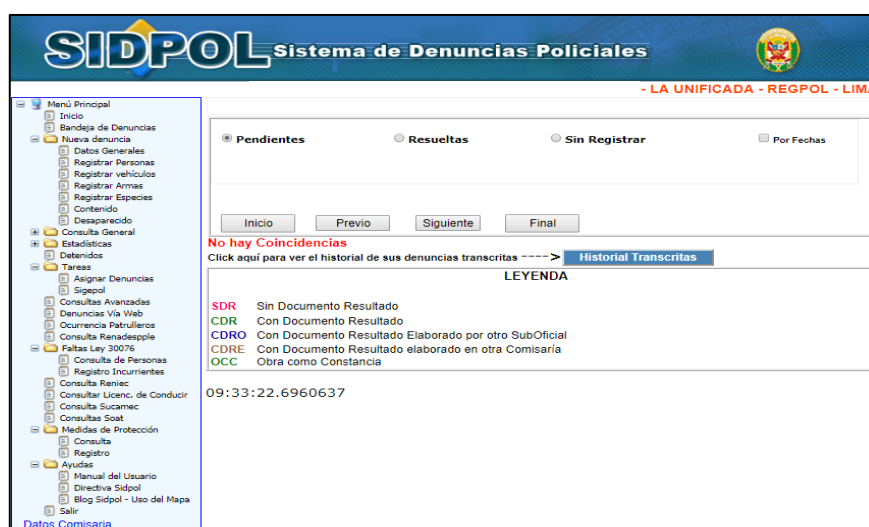 SIDPOL Sistema de Denuncias Policiales
- LA UNIFICADA - REGPOL - LIM
Menú Principal
Inicio
Bandeja de Denuncias
Nueva denuncia
Datos Generales
Registrar Personas
Registrar vehículos
Registrar Armas
Registrar Especies
Contenido
Desaparecido
Consulta General
Estadísticas
Detenidos
Tareas
Asignar Denuncias
Sigepol
Consultas Avanzadas
Denuncias Vía Web
Ocurrencia Patrulleros
Consulta Renadespple
Faltas Ley 30076
Consulta de Personas
Registro Incurrientes
Consulta Reniec
Consultar Licenc. de Conducir
Consulta Sucamec
Consultas Soat
Medidas de Protección
Consulta
Registro
Ayudas
Manual del Usuario
Directiva Sidpol
Blog Sidpol - Uso del Mapa
Salir
Datos Comisaria
Pendientes Resueltas Sin Registrar Por Fechas
Inicio Previo Siguiente Final
No hay Coincidencias
Click aquí para ver el historial de sus denuncias transcritas ----> Historial Transcritas
LEYENDA
SDR Sin Documento Resultado
CDR Con Documento Resultado
CDRO Con Documento Resultado Elaborado por otro SubOficial
CDRE Con Documento Resultado elaborado en otra Comisaría
OCC Obra como Constancia
09:33:22.6960637